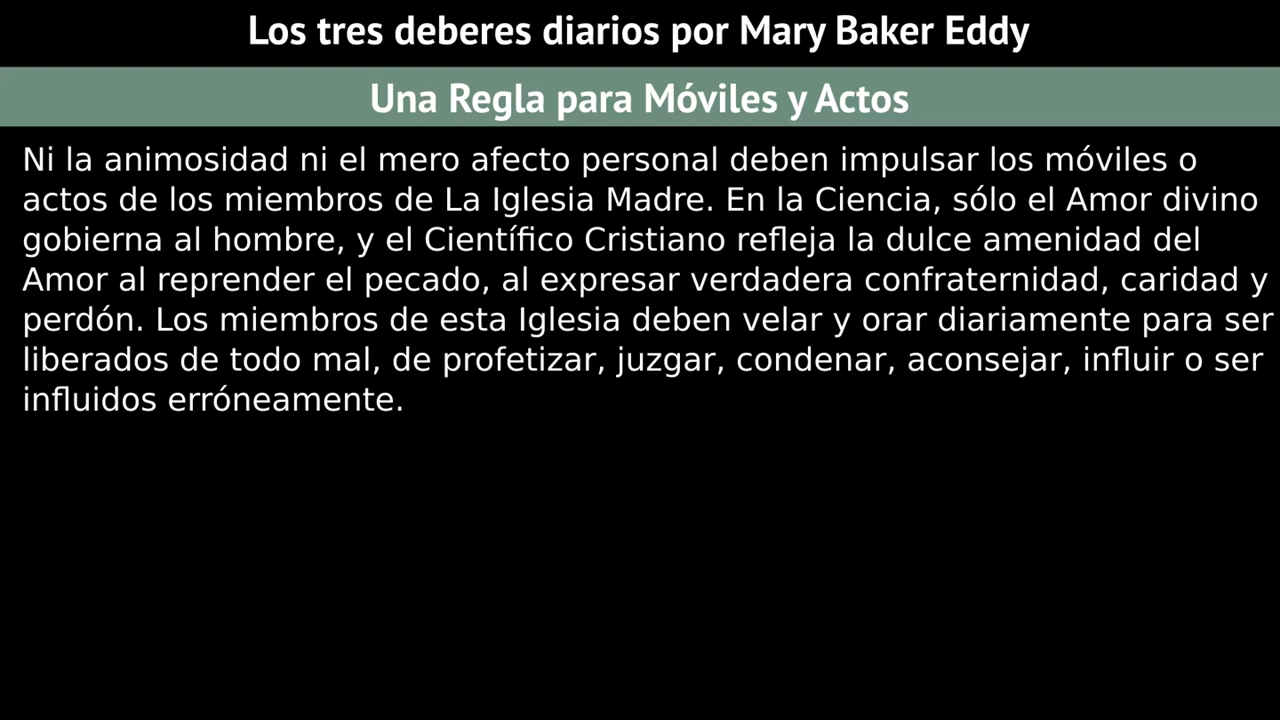 Los tres deberes diarios por Mary Baker Eddy
Una Regla para Móviles y Actos
Ni la animosidad ni el mero afecto personal deben impulsar los móviles o
actos de los miembros de La Iglesia Madre. En la Ciencia, sólo el Amor divino
gobierna al hombre, y el Científico Cristiano refleja la dulce amenidad del
Amor al reprender el pecado, al expresar verdadera confraternidad, caridad y
perdón. Los miembros de esta Iglesia deben velar y orar diariamente para ser
liberados de todo mal, de profetizar, juzgar, condenar, aconsejar, influir o ser
influidos erróneamente.